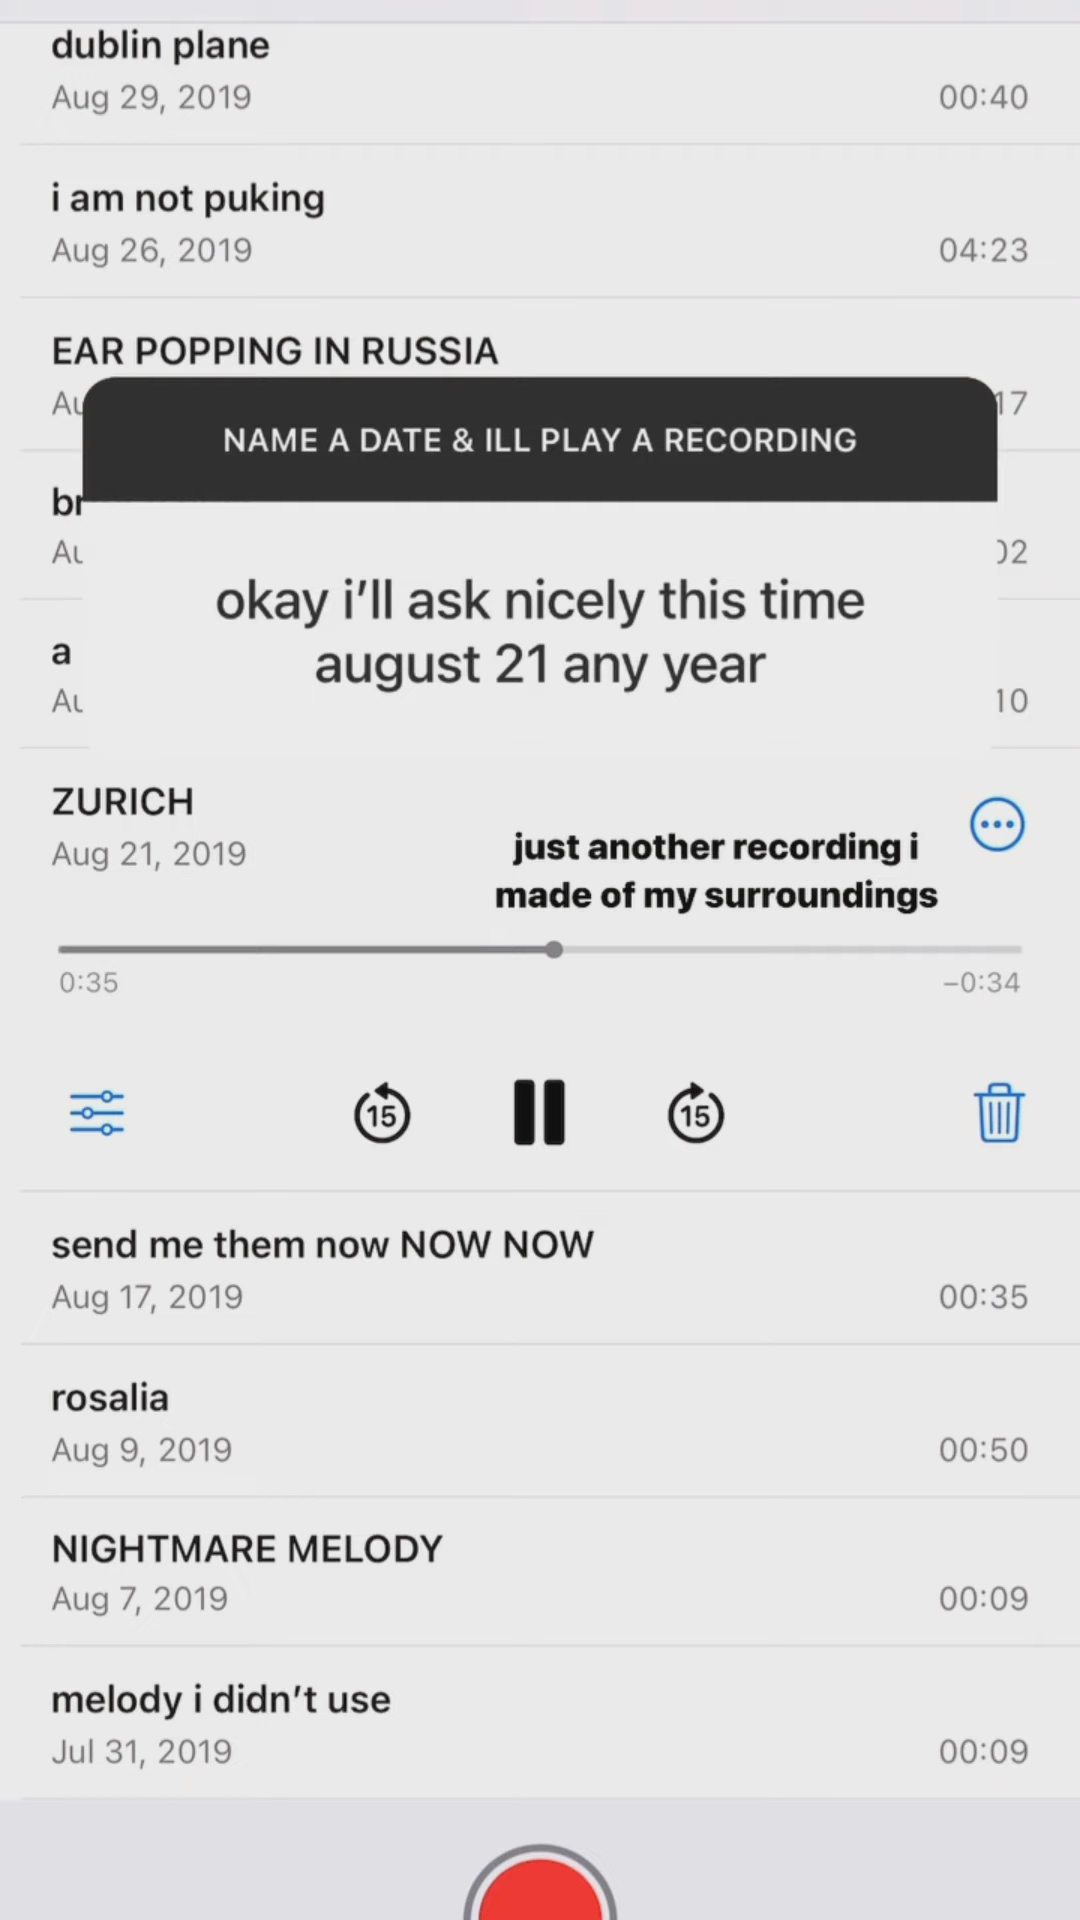 dublin plane
Aug 29, 2019 00:40
i am not puking
Aug 26, 2019 04:23
EAR POPPING IN RUSSIA
NAME A DATE & ILL PLAY A RECORDING
okay i'll ask nicely this time
august 21 any year
a
10
ZURICH
Aug 21, 2019
just another recording i
made of my surroundings
0:35 −0:34
15 15
send me them now NOW NOW
Aug 17, 2019 00:35
rosalia
Aug 9, 2019 00:50
NIGHTMARE MELODY
Aug 7, 2019 00:09
melody i didn't use
Jul 31, 2019 00:09